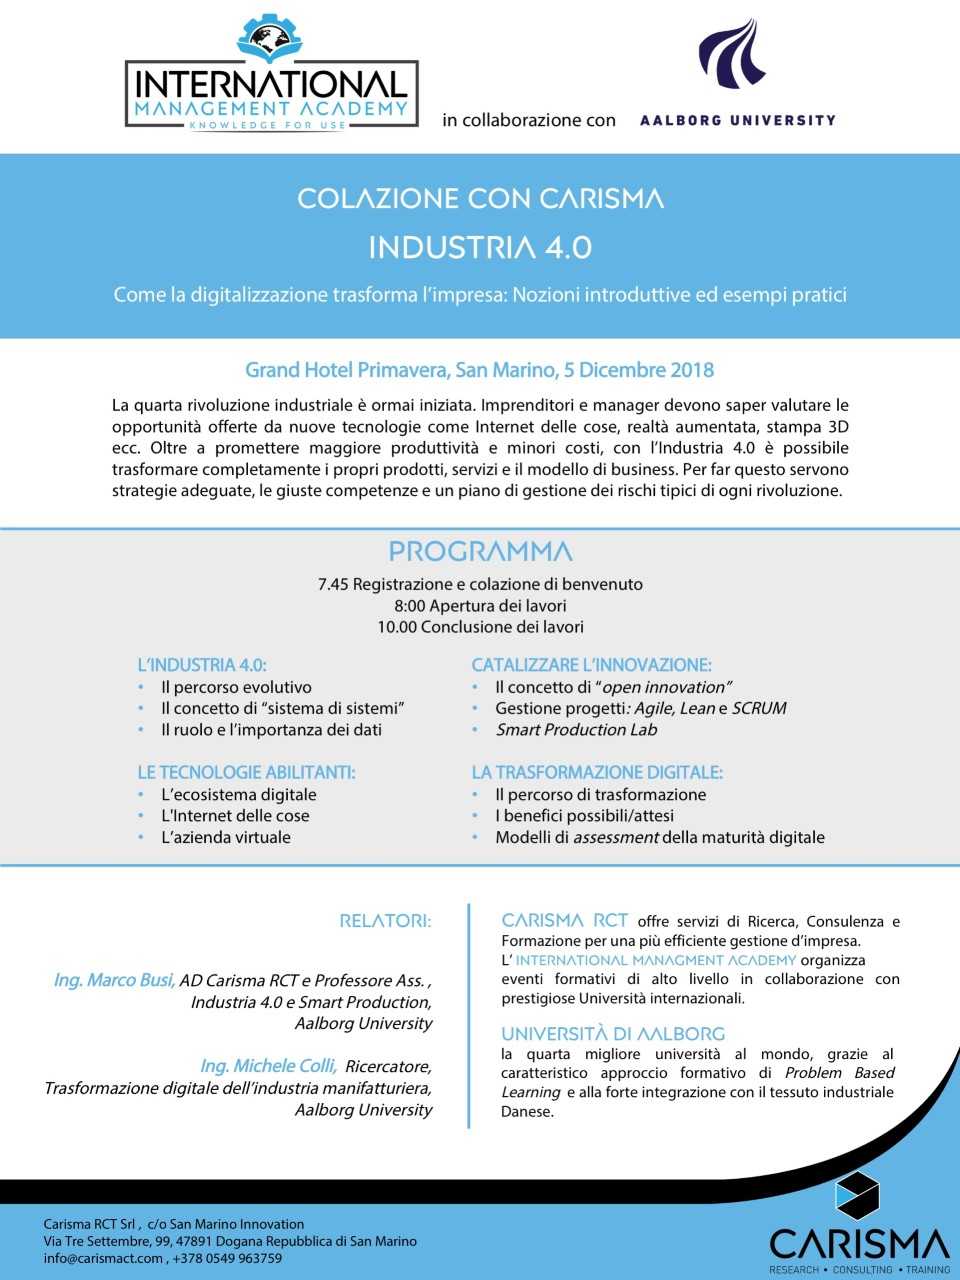 INTERNATIONAL
MANAGEMENT ACADEMY
KNOWLEDGE FOR USE
in collaborazione con
AALBORG UNIVERSITY
COLAZIONE CON CARISMA
INDUSTRIA 4.0
Come la digitalizzazione trasforma l’impresa: Nozioni introduttive ed esempi pratici
Grand Hotel Primavera, San Marino, 5 Dicembre 2018
La quarta rivoluzione industriale è ormai iniziata. Imprenditori e manager devono saper valutare le
opportunità offerte da nuove tecnologie come Internet delle cose, realtà aumentata, stampa 3D
ecc. Oltre a promettere maggiore produttività e minori costi, con l’Industria 4.0 è possibile
trasformare completamente i propri prodotti, servizi e il modello di business. Per far questo servono
strategie adeguate, le giuste competenze e un piano di gestione dei rischi tipici di ogni rivoluzione.
PROGRAMMA
7.45 Registrazione e colazione di benvenuto
8:00 Apertura dei lavori
10.00 Conclusione dei lavori
L’INDUSTRIA 4.0:
• Il percorso evolutivo
• Il concetto di “sistema di sistemi”
• Il ruolo e l’importanza dei dati
LE TECNOLOGIE ABILITANTI:
• L’ecosistema digitale
• L'Internet delle cose
• L’azienda virtuale
CATALIZZARE L’INNOVAZIONE:
• Il concetto di “open innovation”
• Gestione progetti: Agile, Lean e SCRUM
• Smart Production Lab
LA TRASFORMAZIONE DIGITALE:
• Il percorso di trasformazione
• I benefici possibili/attesi
• Modelli di assessment della maturità digitale
RELATORI:
Ing. Marco Busi, AD Carisma RCT e Professore Ass. ,
Industria 4.0 e Smart Production,
Aalborg University
Ing. Michele Colli, Ricercatore,
Trasformazione digitale dell’industria manifatturiera,
Aalborg University
CARISMA RCT offre servizi di Ricerca, Consulenza e
Formazione per una più efficiente gestione d’impresa.
L’ INTERNATIONAL MANAGMENT ACADEMY organizza
eventi formativi di alto livello in collaborazione con
prestigiose Università internazionali.
UNIVERSITÀ DI AALBORG
la quarta migliore università al mondo, grazie al
caratteristico approccio formativo di Problem Based
Learning e alla forte integrazione con il tessuto industriale
Danese.
Carisma RCT Srl , c/o San Marino Innovation
Via Tre Settembre, 99, 47891 Dogana Repubblica di San Marino
info@carismact.com , +378 0549 963759
CARISMA
RESEARCH • CONSULTING • TRAINING